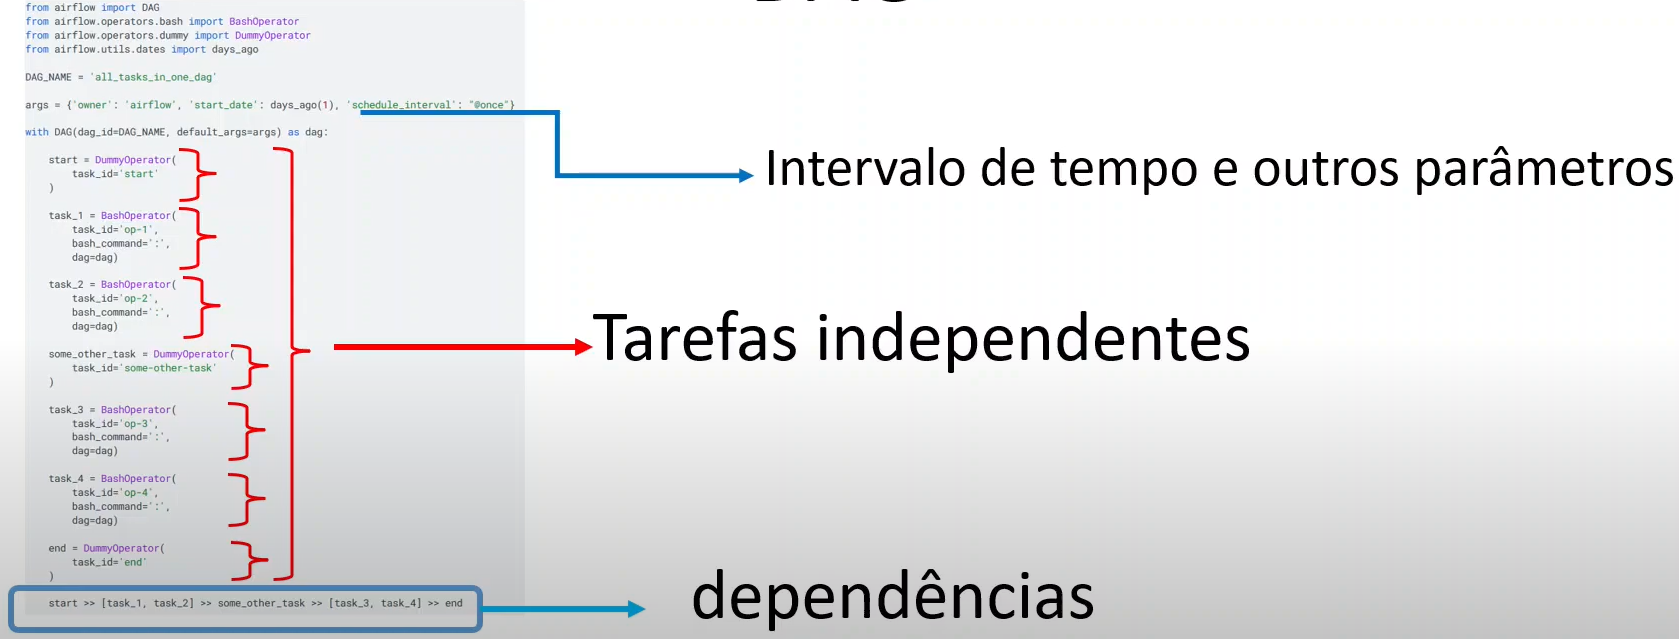 from airflow import DAG
from airflow.operators.bash import BashOperator
from airflow.operators.dummy import DummyOperator
from airflow.utils.dates import days_ago
DAG_NAME = 'all_tasks_in_one_dag'
args = {'owner': 'airflow', 'start_date': days_ago(1), 'schedule_interval': "@once"}
with DAG(dag_id=DAG_NAME, default_args=args) as dag:
start = DummyOperator(
task_id='start'
)
task_1 = BashOperator(
task_id='op-1',
bash_command=':',
dag=dag)
task_2 = BashOperator(
task_id='op-2',
bash_command=':',
dag=dag)
some_other_task = DummyOperator(
task_id='some-other-task'
)
task_3 = BashOperator(
task_id='op-3',
bash_command=':',
dag=dag)
task_4 = BashOperator(
task_id='op-4',
bash_command=':',
dag=dag)
end = DummyOperator(
task_id='end'
)
start >> [task_1, task_2] >> some_other_task >> [task_3, task_4] >> end
Intervalo de tempo e outros parâmetros
Tarefas independentes
dependências